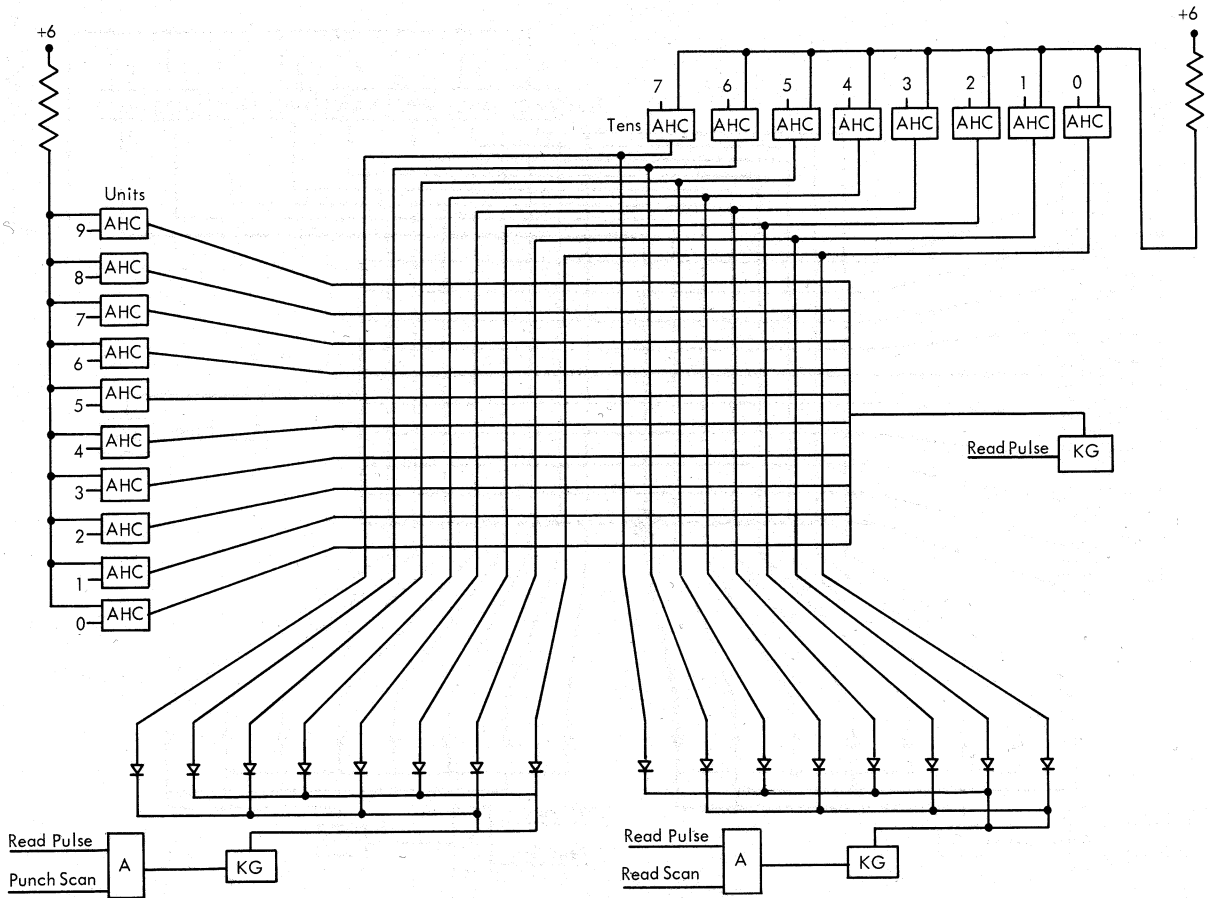 +6
+6
7 6 5 4 3 2 1 0
Tens AHC AHC AHC AHC AHC AHC AHC AHC
Units
9 AHC
8 AHC
7 AHC
6 AHC
5 AHC
4 AHC
3 AHC
2 AHC
1 AHC
0 AHC
Read Pulse KG
Read Pulse
A
KG
Punch Scan
Read Pulse
A
KG
Read Scan